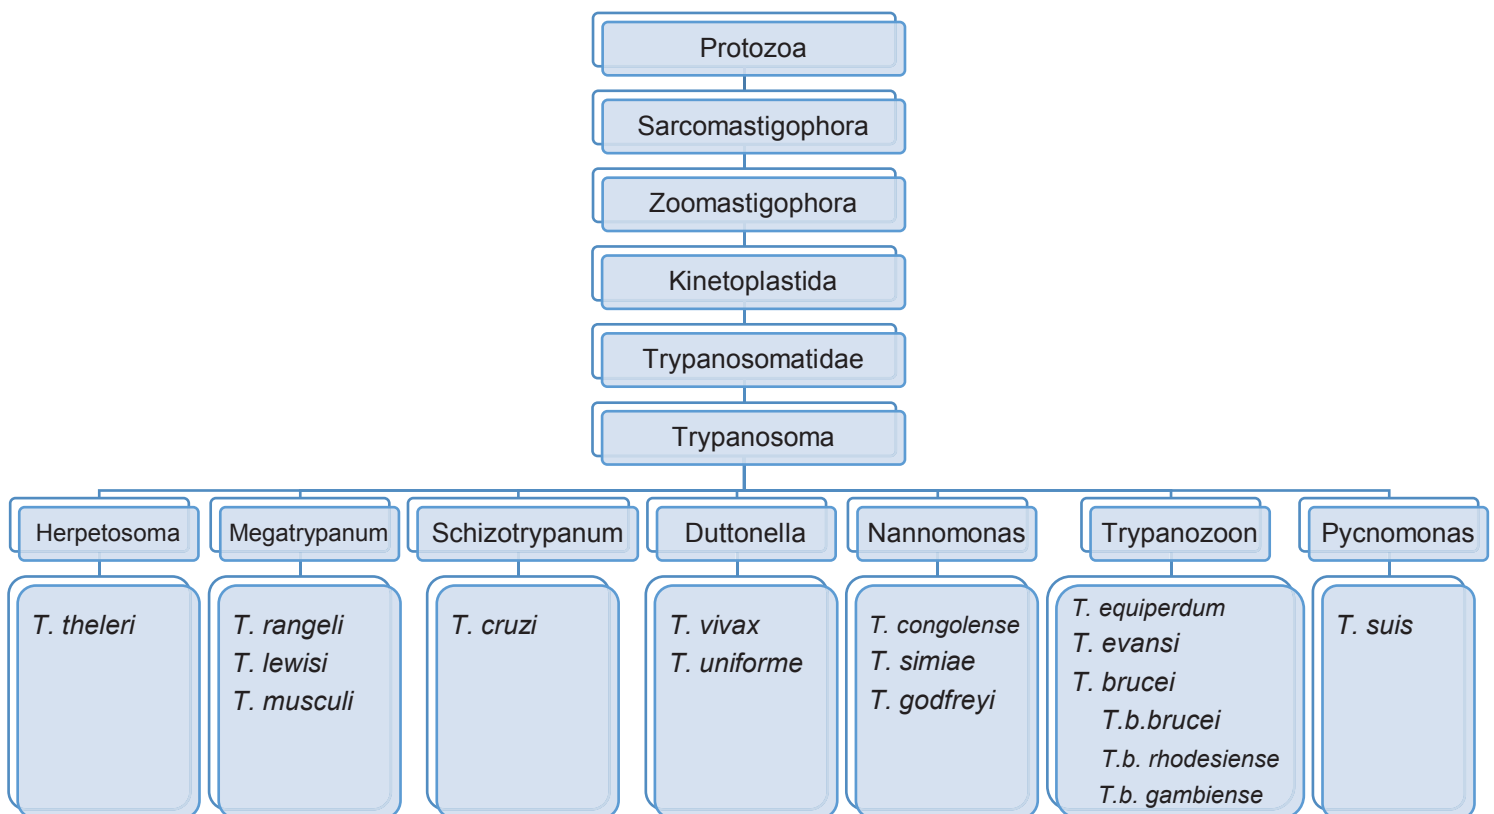 Protozoa
Sarcomastigophora
Zoomastigophora
Kinetoplastida
Trypanosomatidae
Trypanosoma
Herpetosoma
Megatrypanum
Schizotrypanum
Duttonella
Nannomonas
Trypanozoon
Pycnomonas
T. theleri
T. rangeli
T. lewisi
T. musculi
T. cruzi
T. vivax
T. uniforme
T. congolense
T. simiae
T. godfreyi
T. equiperdum
T. evansi
T. brucei
T.b.brucei
T.b. rhodesiense
T.b. gambiense
T. suis